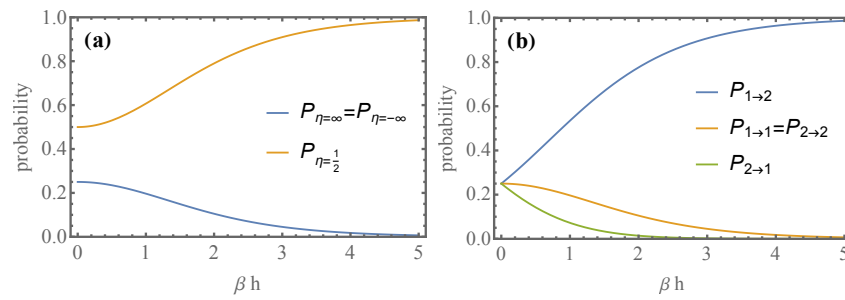 (a)
probability
1.0
0.8
0.6
0.4
0.2
0.0
P_{η=∞}=P_{η=-∞}
P_{η=\frac{1}{2}}
0 1 2 3 4 5
β h
(b)
probability
1.0
0.8
0.6
0.4
0.2
0.0
P_{1→2}
P_{1→1}=P_{2→2}
P_{2→1}
0 1 2 3 4 5
β h